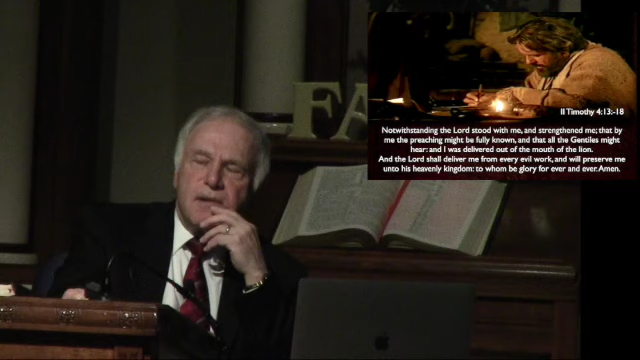 FA
II Timothy 4:13:-18
Notwithstanding the Lord stood with me, and strengthened me; that by
me the preaching might be fully known, and that all the Gentiles might
hear: and I was delivered out of the mouth of the lion.
And the Lord shall deliver me from every evil work, and will preserve me
unto his heavenly kingdom: to whom be glory for ever and ever. Amen.